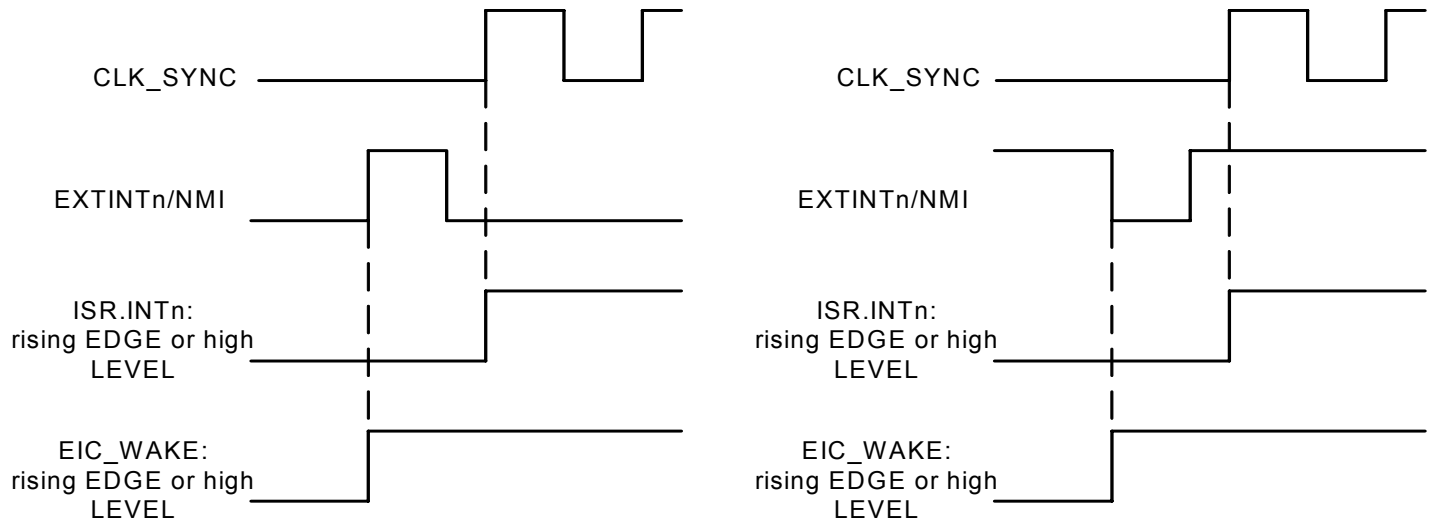 CLK_SYNC
EXTINTn/NMI
ISR.INTn:
rising EDGE or high
LEVEL
EIC_WAKE:
rising EDGE or high
LEVEL
CLK_SYNC
EXTINTn/NMI
ISR.INTn:
rising EDGE or high
LEVEL
EIC_WAKE:
rising EDGE or high
LEVEL